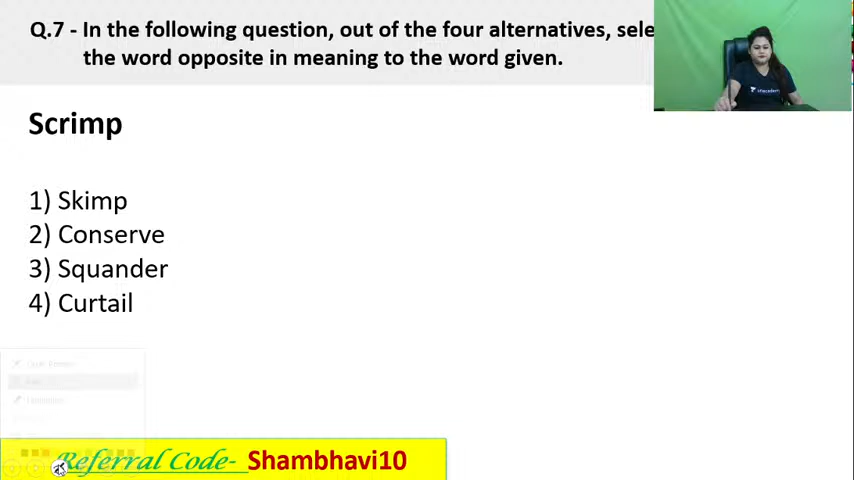 Q.7 - In the following question, out of the four alternatives, sele
the word opposite in meaning to the word given.
Scrimp
1) Skimp
2) Conserve
3) Squander
4) Curtail
Referral Code- Shambhavi10